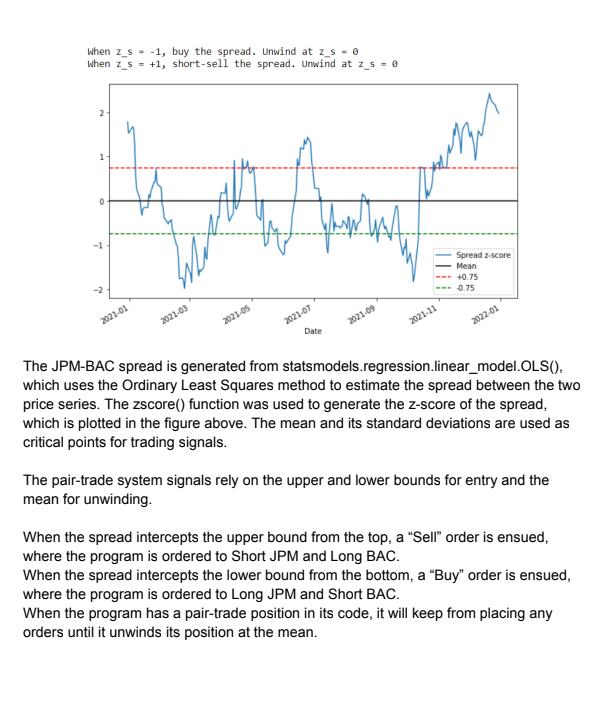 When z_s = -1, buy the spread. Unwind at z_s = 0
When z_s = +1, short-sell the spread. Unwind at z_s = 0
2
1
0
−1
−2
Spread z-score
Mean
+0.75
-0.75
2021-01
2021-03
2021-05
2021-07
2021-09
2021-11
2022-01
Date
The JPM-BAC spread is generated from statsmodels.regression.linear_model.OLS(),
which uses the Ordinary Least Squares method to estimate the spread between the two
price series. The zscore() function was used to generate the z-score of the spread,
which is plotted in the figure above. The mean and its standard deviations are used as
critical points for trading signals.
The pair-trade system signals rely on the upper and lower bounds for entry and the
mean for unwinding.
When the spread intercepts the upper bound from the top, a “Sell” order is ensued,
where the program is ordered to Short JPM and Long BAC.
When the spread intercepts the lower bound from the bottom, a “Buy” order is ensued,
where the program is ordered to Long JPM and Short BAC.
When the program has a pair-trade position in its code, it will keep from placing any
orders until it unwinds its position at the mean.